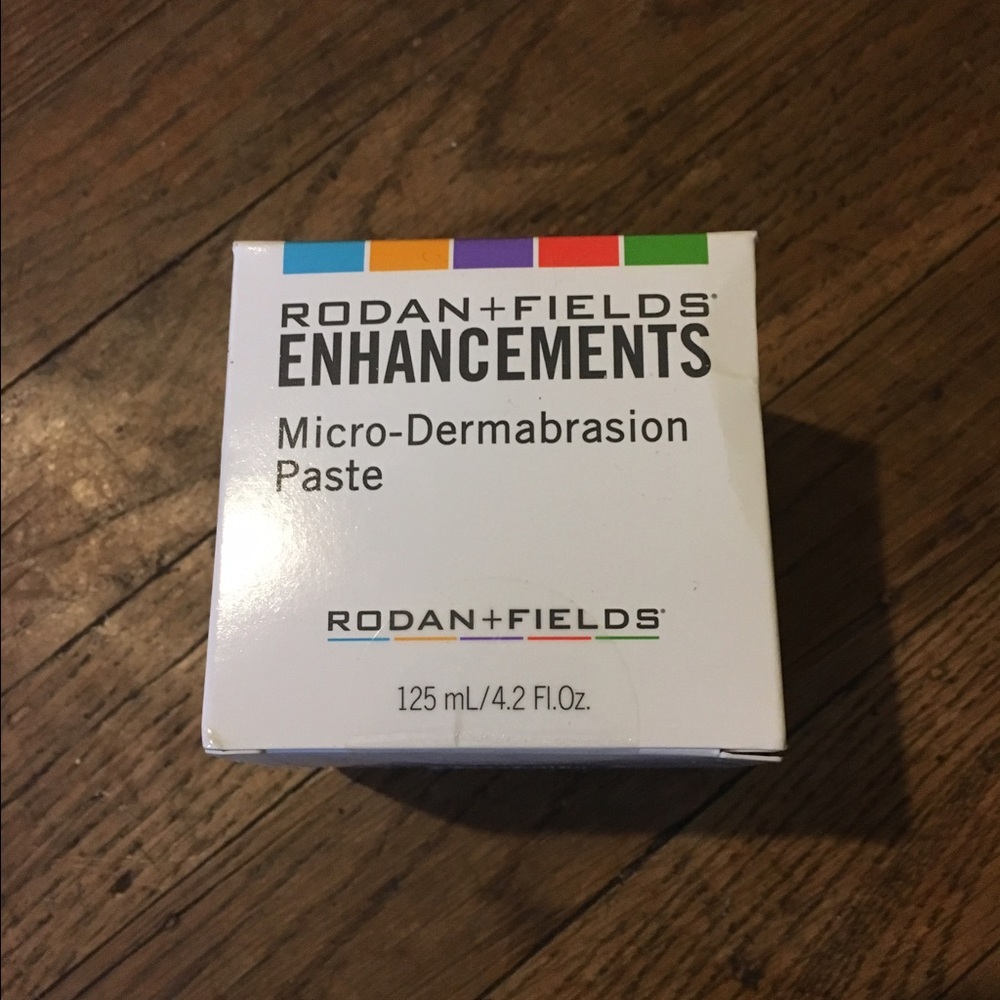 RODAN+FIELDS®
ENHANCEMENTS
Micro-Dermabrasion
Paste
RODAN+FIELDS®
125 mL/4.2 Fl.Oz.